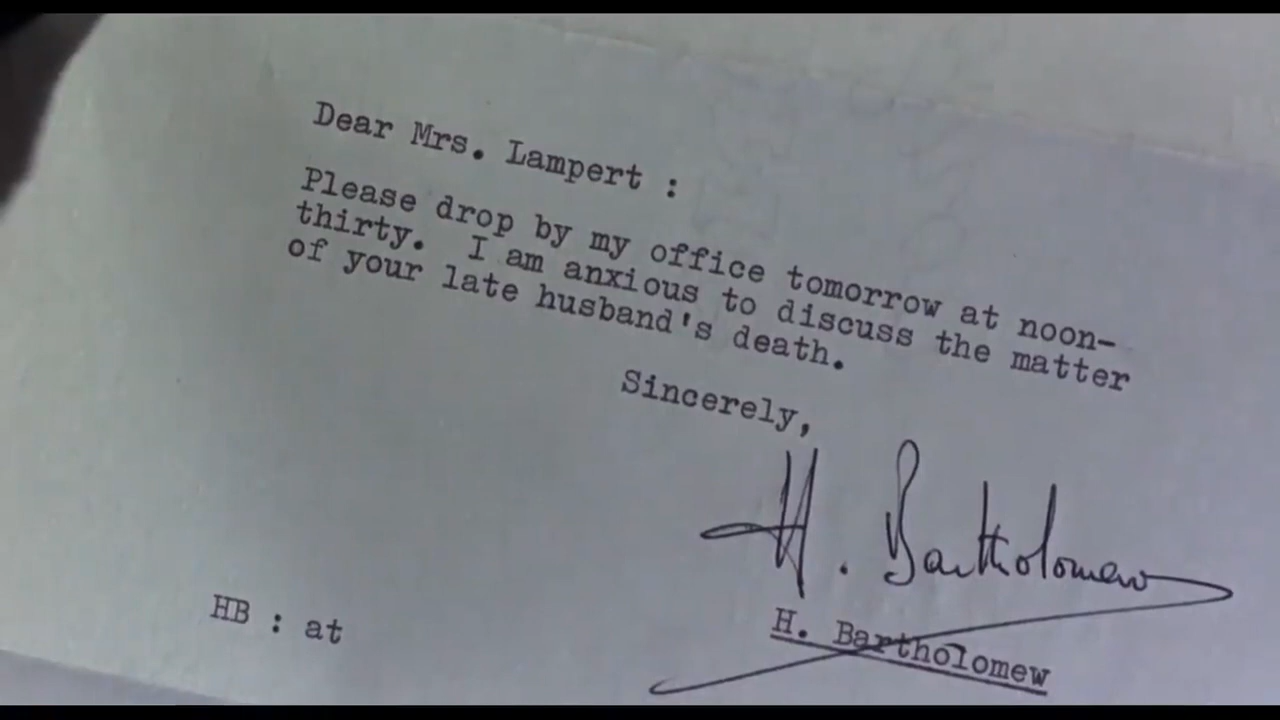 Dear Mrs. Lampert :
Please drop by my office tomorrow at noon-
thirty. I am anxious to discuss the matter
of your late husband's death.
Sincerely,
H. Bartholomew
H. Bartholomew
HB : at